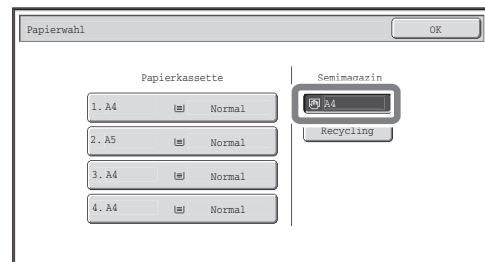 Papierwahl OK
Papierkassette
1. A4 Normal
2. A5 Normal
3. A4 Normal
4. A4 Normal
Semimagazin
A4
Recycling